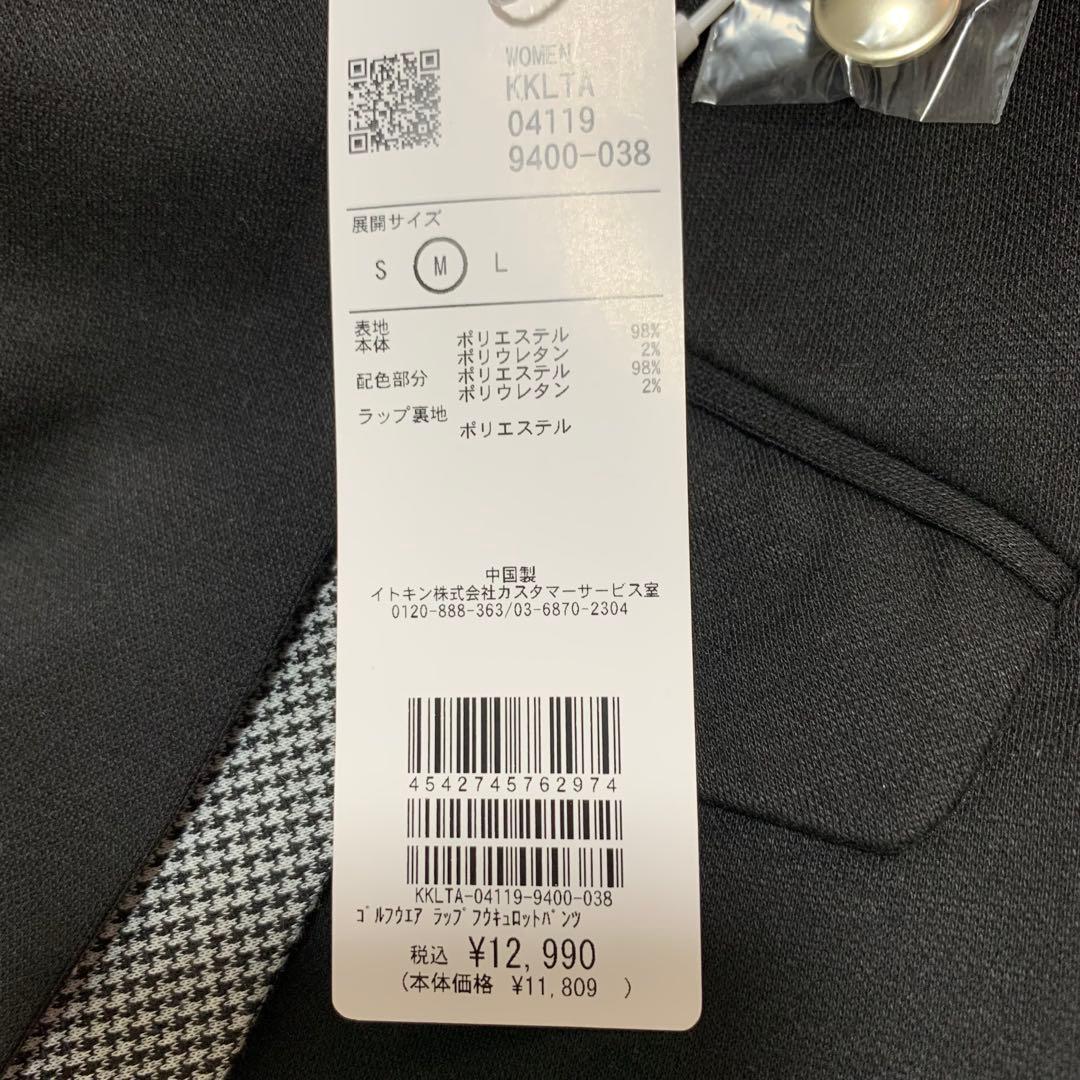 WOMEN
KKLTA
04119
9400-038
展開サイズ
S M L
表地
本体 ポリエステル 98%
ポリウレタン 2%
配色部分 ポリエステル 98%
ポリウレタン 2%
ラップ裏地
ポリエステル
中国製
イトキン株式会社カスタマーサービス室
0120-888-363/03-6870-2304
4542745762974
KKLTA-04119-9400-038
ゴルフウエア ラップフウキュロットパンツ
税込 ¥12,990
(本体価格 ¥11,809 )